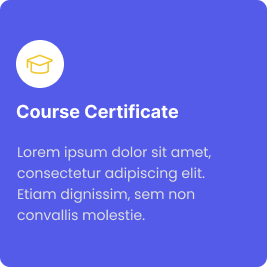 Course Certificate
Lorem ipsum dolor sit amet,
consectetur adipiscing elit.
Etiam dignissim, sem non
convallis molestie.